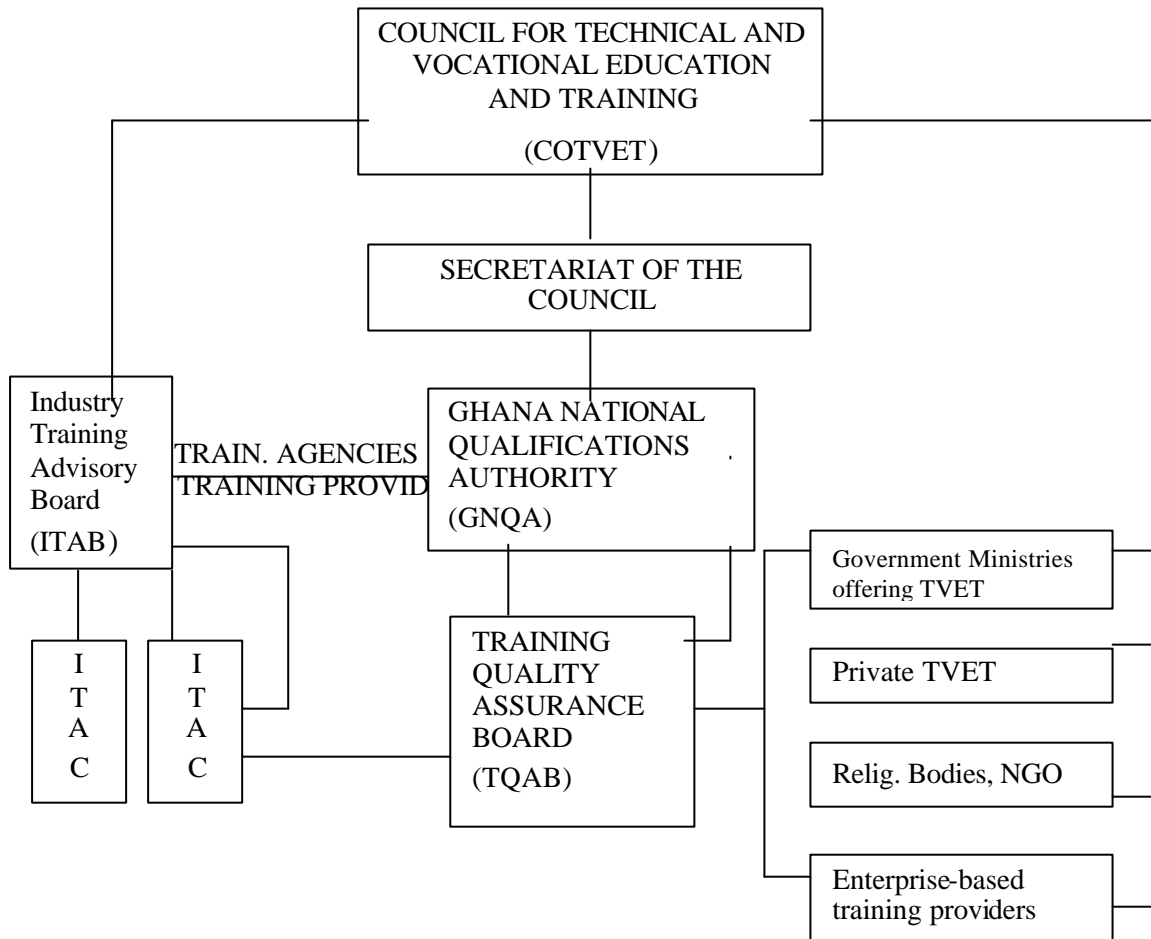 COUNCIL FOR TECHNICAL AND
VOCATIONAL EDUCATION
AND TRAINING
(COTVET)
SECRETARIAT OF THE
COUNCIL
Industry
Training
Advisory
Board
(ITAB)
TRAIN. AGENCIES
TRAINING PROVID
GHANA NATIONAL
QUALIFICATIONS
AUTHORITY
(GNQA)
Government Ministries
offering TVET
I
T
A
C
I
T
A
C
TRAINING
QUALITY
ASSURANCE
BOARD
(TQAB)
Private TVET
Relig. Bodies, NGO
Enterprise-based
training providers